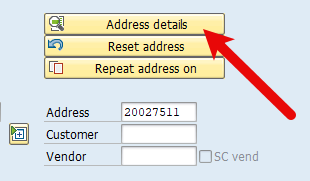 Address details
Reset address
Repeat address on
Address 20027511
Customer
Vendor SC vend